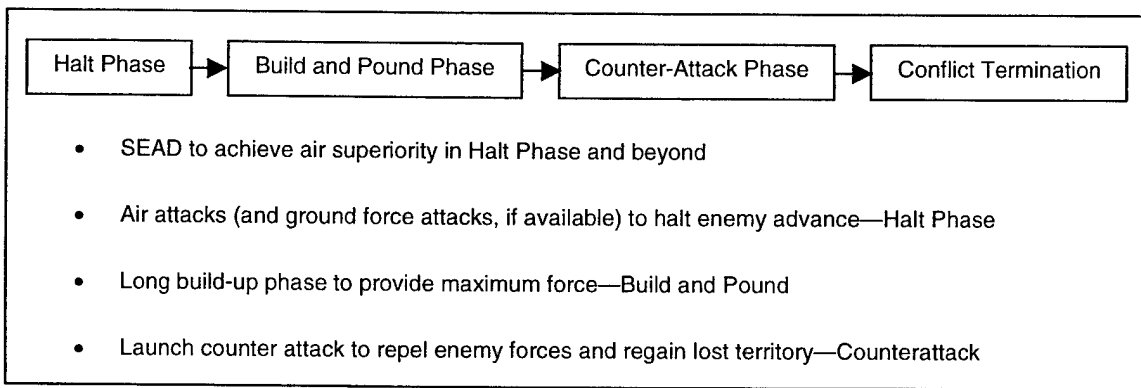 Halt Phase
Build and Pound Phase
Counter-Attack Phase
Conflict Termination
• SEAD to achieve air superiority in Halt Phase and beyond
• Air attacks (and ground force attacks, if available) to halt enemy advance—Halt Phase
• Long build-up phase to provide maximum force—Build and Pound
• Launch counter attack to repel enemy forces and regain lost territory—Counterattack